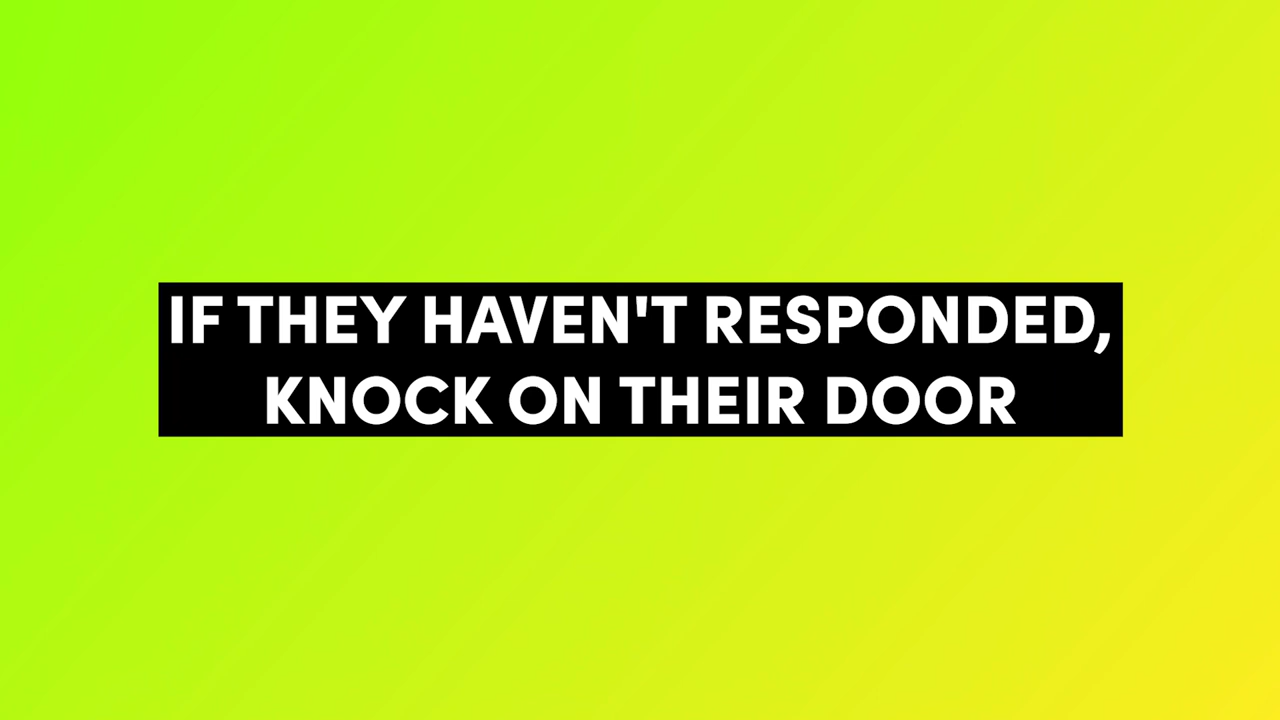 IF THEY HAVEN'T RESPONDED,
KNOCK ON THEIR DOOR